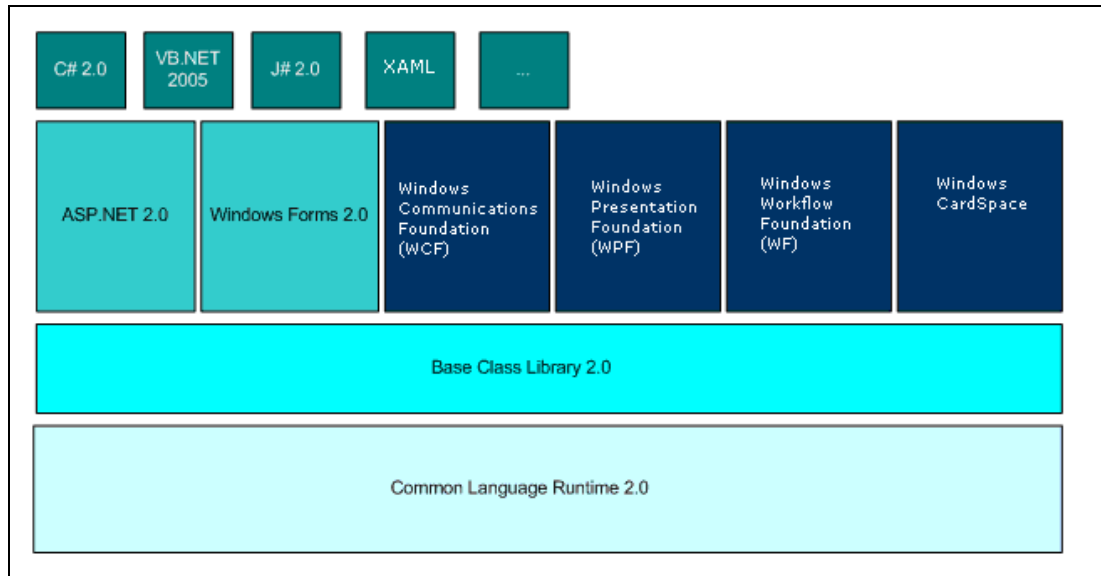 C# 2.0
VB.NET
2005
J# 2.0
XAML
...
ASP.NET 2.0
Windows Forms 2.0
Windows
Communications
Foundation
(WCF)
Windows
Presentation
Foundation
(WPF)
Windows
Workflow
Foundation
(WF)
Windows
CardSpace
Base Class Library 2.0
Common Language Runtime 2.0